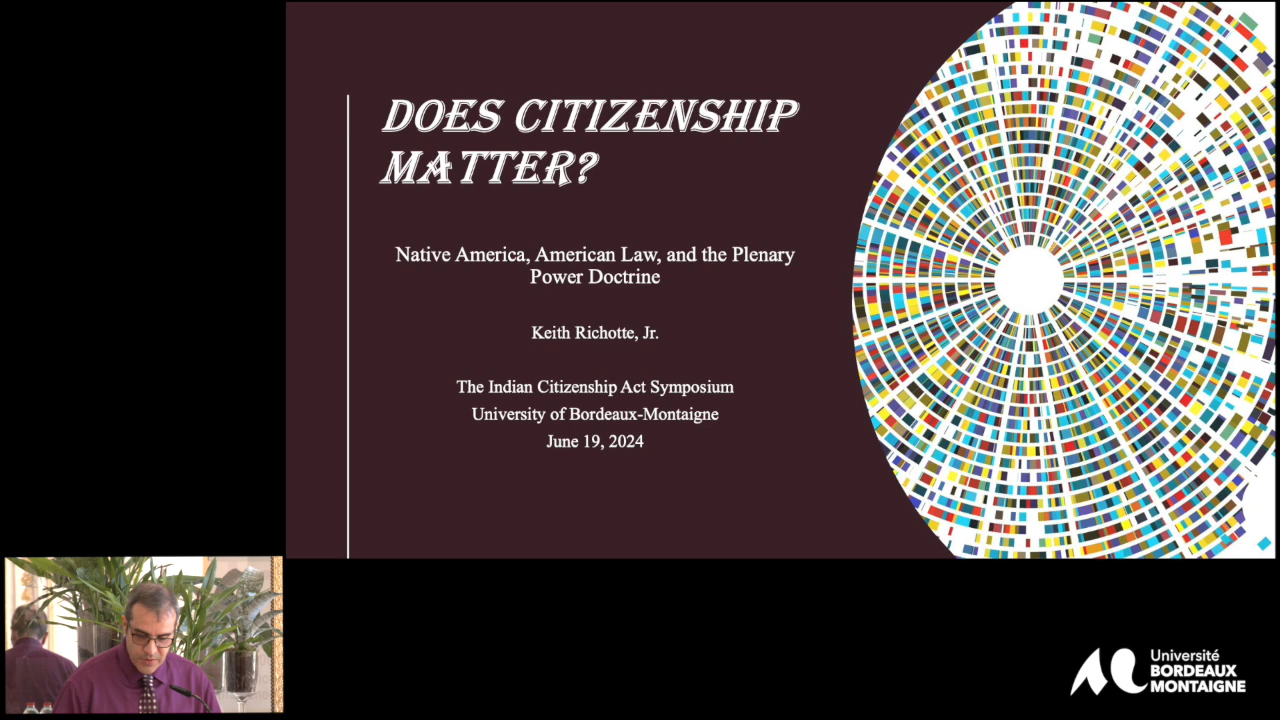 DOES CITIZENSHIP
MATTER?
Native America, American Law, and the Plenary
Power Doctrine
Keith Richotte, Jr.
The Indian Citizenship Act Symposium
University of Bordeaux-Montaigne
June 19, 2024
Université
BORDEAUX
MONTAIGNE